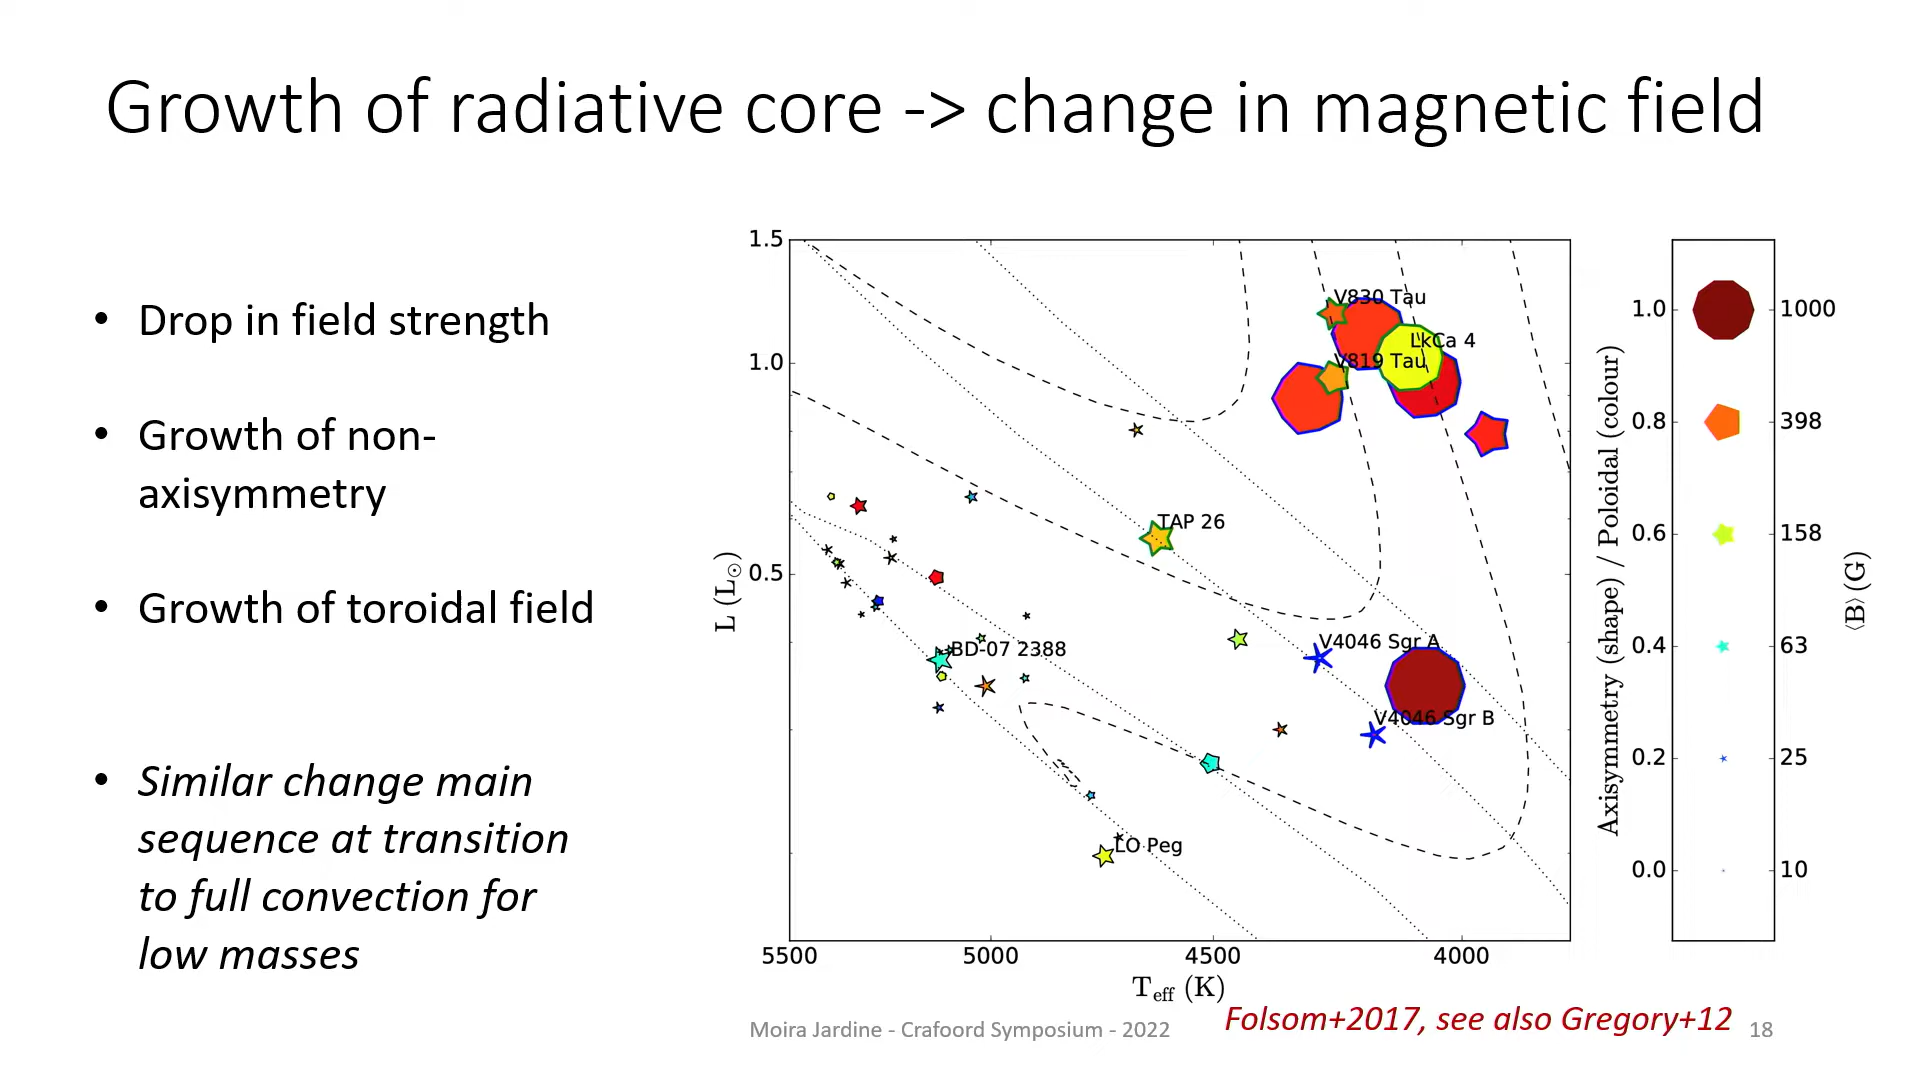 Growth of radiative core -> change in magnetic field
• Drop in field strength
• Growth of non-
axisymmetry
• Growth of toroidal field
• Similar change main
sequence at transition
to full convection for
low masses
1.5
1.0
0.5
L (L☉)
V830 Tau
LkCa 4
V819 Tau
TAP 26
V4046 Sgr A
BD-07 2388
V4046 Sgr B
LO Peg
5500 5000 4500 4000
Teff (K)
Axisymmetry (shape) / Poloidal (colour)
1.0 1000
0.8 398
0.6 158
0.4 63
0.2 25
0.0 10
⟨B⟩ (G)
Folsom+2017, see also Gregory+12
Moira Jardine - Crafoord Symposium - 2022
18